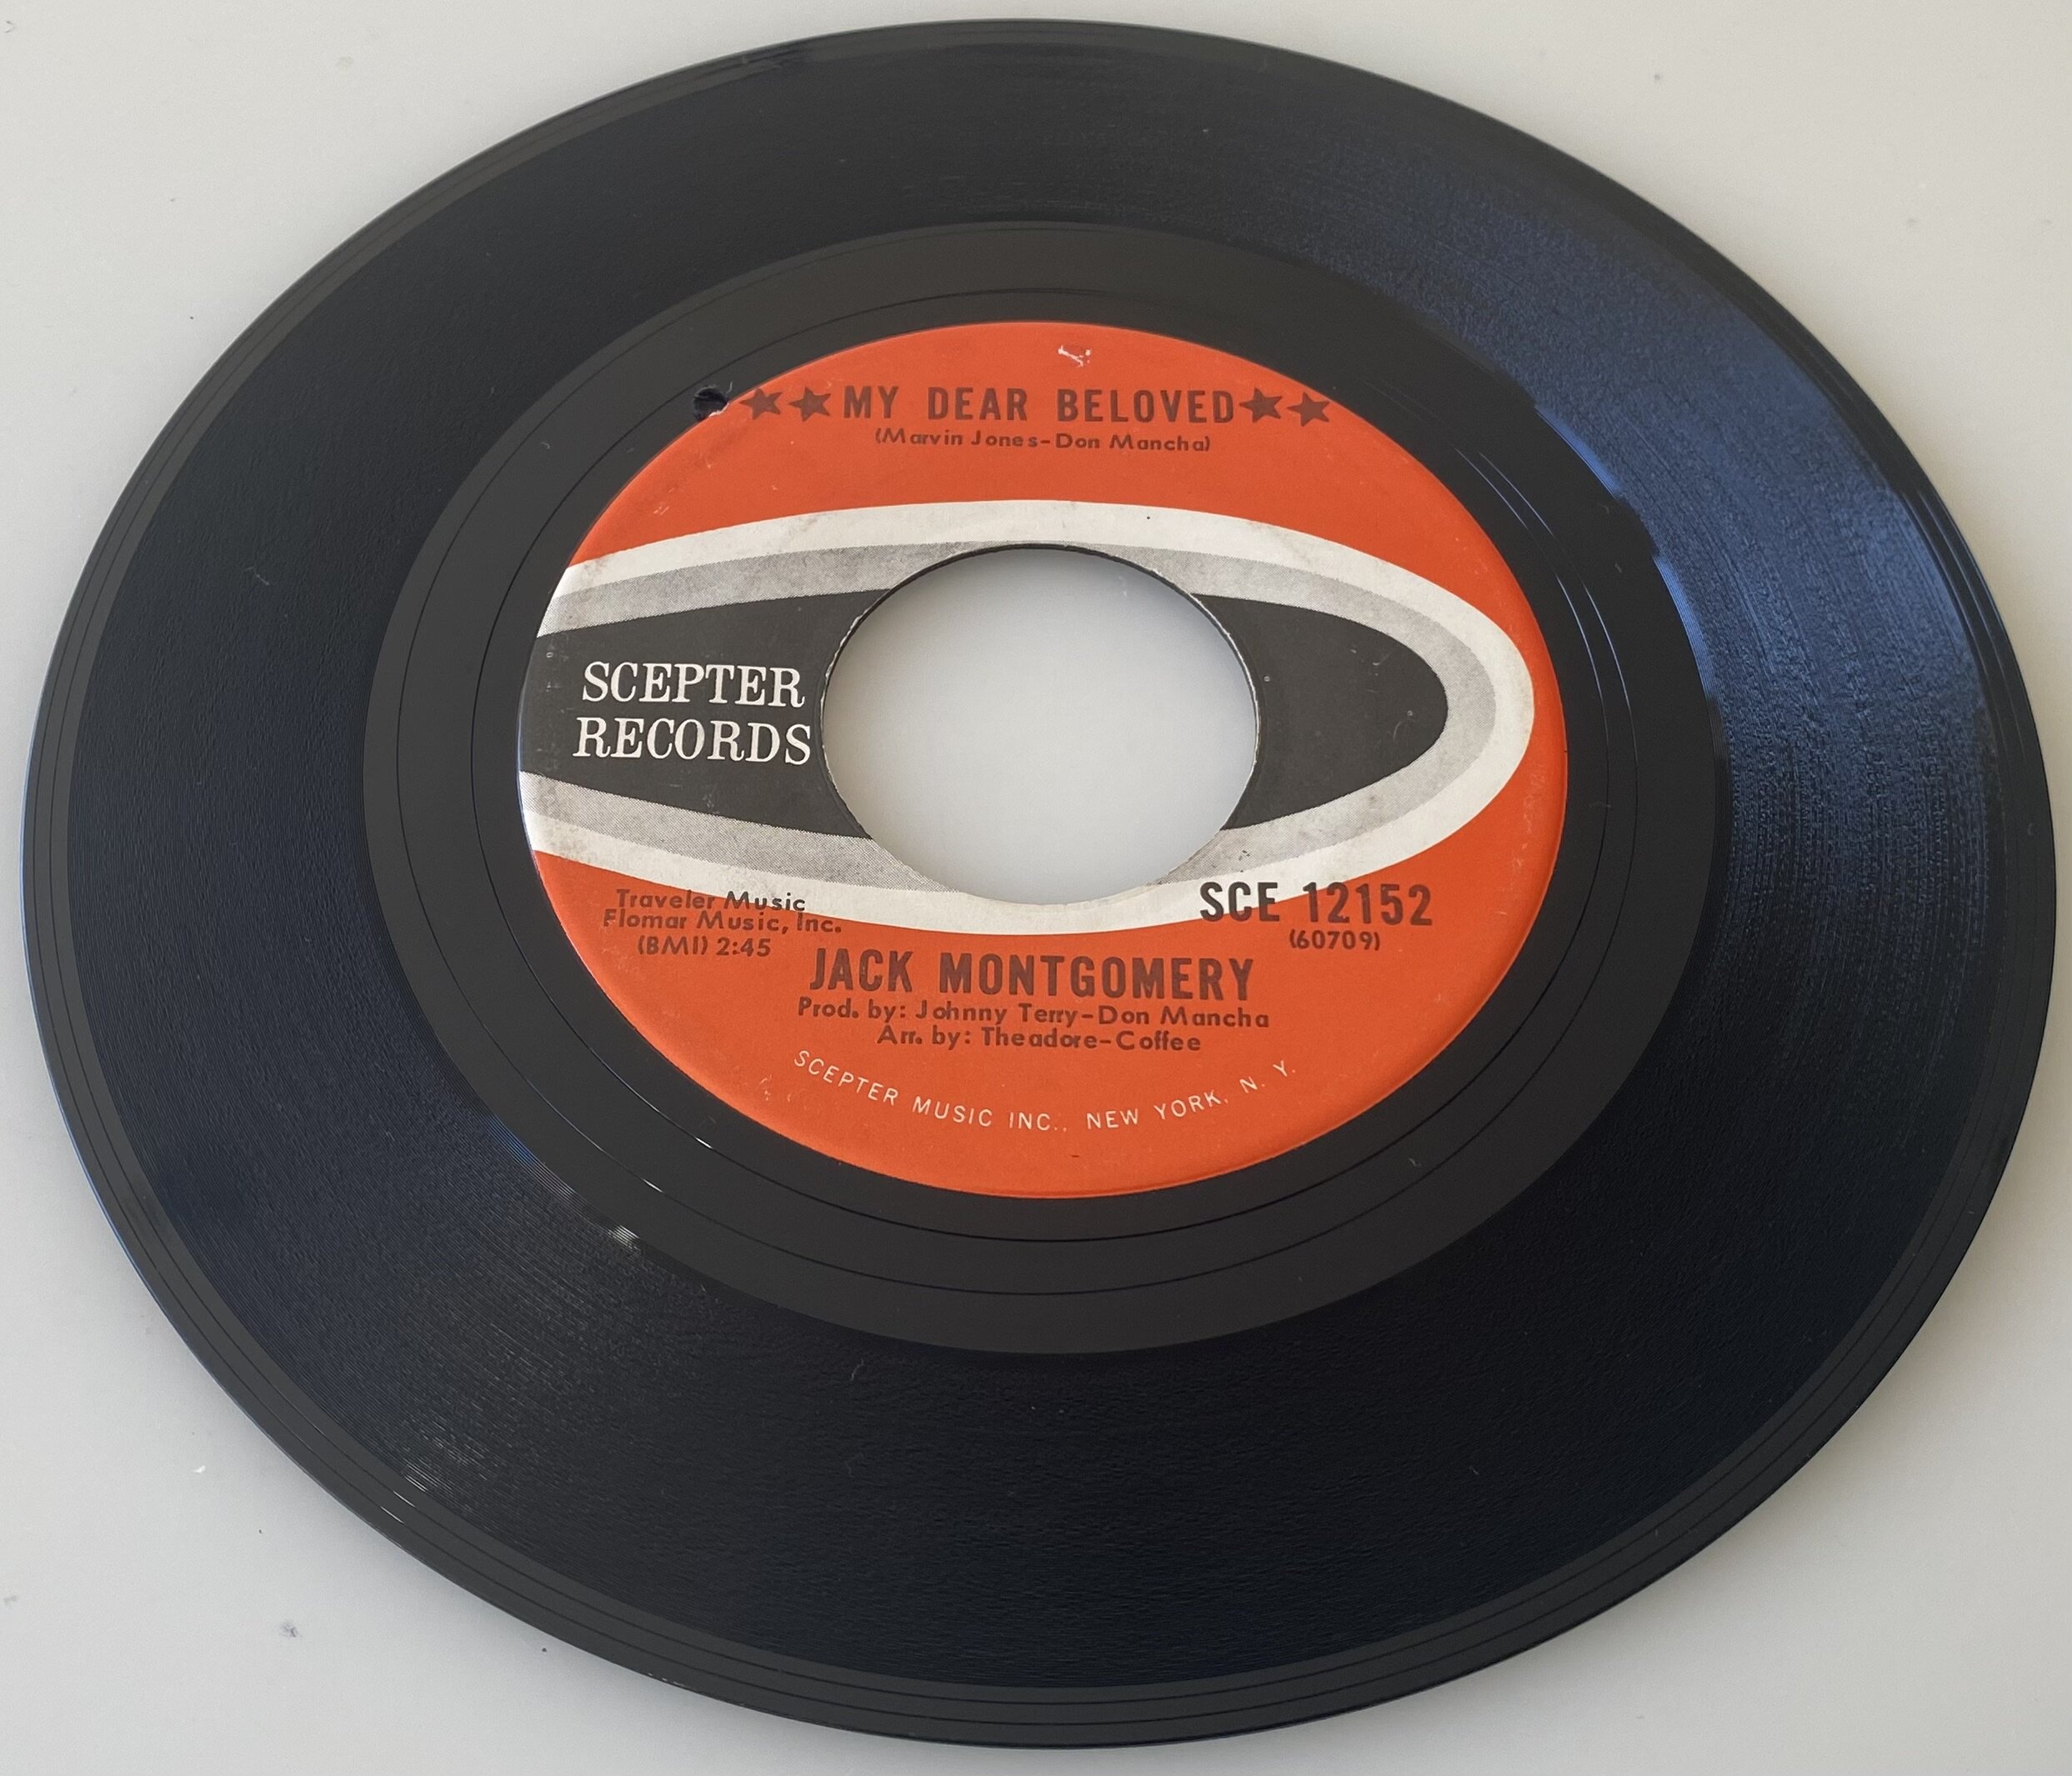 ★★MY DEAR BELOVED★★
(Marvin Jones-Don Mancha)
SCEPTER
RECORDS
Traveler Music
Flomar Music, Inc.
(BMI) 2:45
SCE 12152
(60709)
JACK MONTGOMERY
Prod. by: Johnny Terry-Don Mancha
Arr. by: Theadore-Coffee
SCEPTER MUSIC INC., NEW YORK, N. Y.